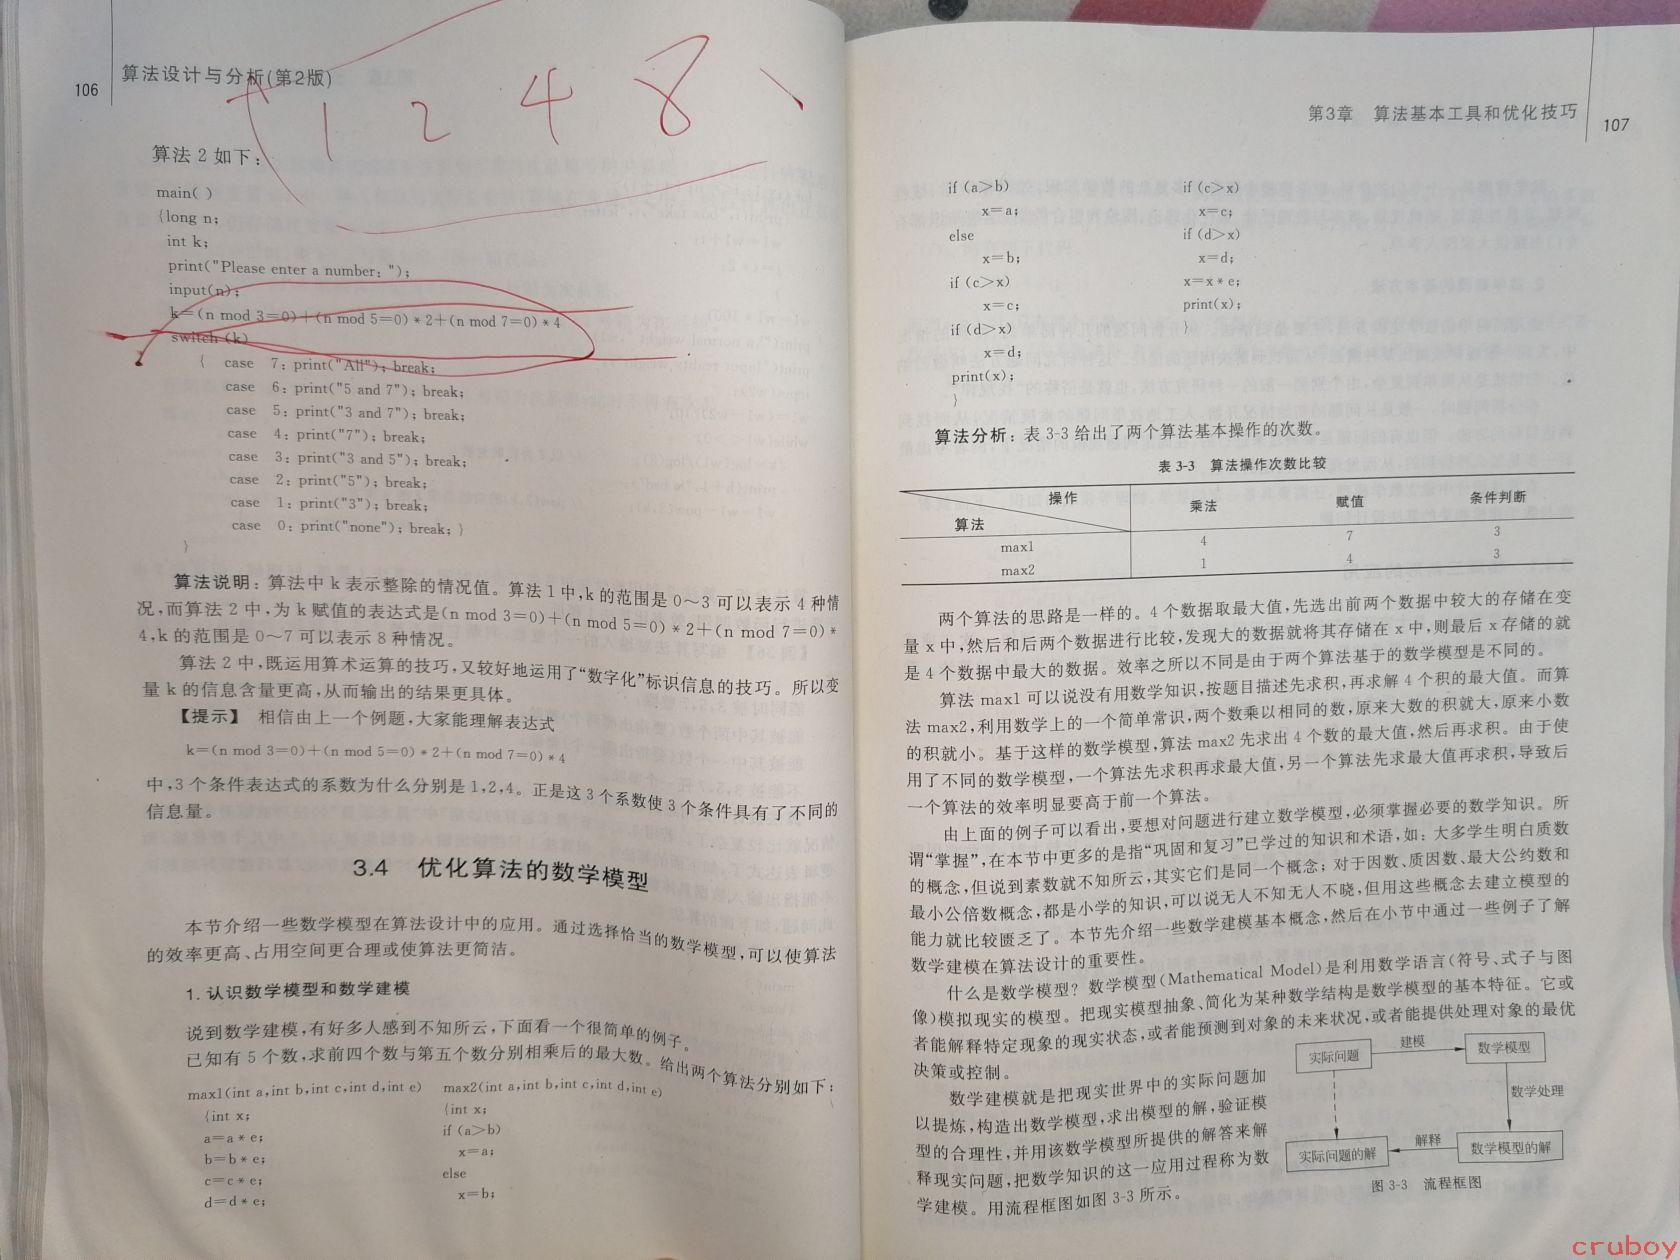 106
算法设计与分析(第2版)
1 2 4 8
算法 2 如下:
main( )
{long n;
int k;
print("Please enter a number: ");
input(n);
k=(n mod 3=0)+(n mod 5=0)*2+(n mod 7=0)*4
switch (k)
{ case 7: print("All"); break;
case 6: print("5 and 7"); break;
case 5: print("3 and 7"); break;
case 4: print("7"); break;
case 3: print("3 and 5"); break;
case 2: print("5"); break;
case 1: print("3"); break;
case 0: print("none"); break; }
}
算法说明: 算法中 k 表示整除的情况值。算法 1 中,k 的范围是 0~3 可以表示 4 种情
况,而算法 2 中,为 k 赋值的表达式是(n mod 3=0)+(n mod 5=0)*2+(n mod 7=0)*
4,k 的范围是 0~7 可以表示 8 种情况。
算法 2 中,既运用算术运算的技巧,又较好地运用了“数字化”标识信息的技巧。所以变
量 k 的信息含量更高,从而输出的结果更具体。
【提示】 相信由上一个例题,大家能理解表达式
k=(n mod 3=0)+(n mod 5=0)*2+(n mod 7=0)*4
中,3 个条件表达式的系数为什么分别是 1,2,4。正是这 3 个系数使 3 个条件具有了不同的
信息量。
3.4 优化算法的数学模型
本节介绍一些数学模型在算法设计中的应用。通过选择恰当的数学模型,可以使算法
的效率更高、占用空间更合理或使算法更简洁。
1. 认识数学模型和数学建模
说到数学建模,有好多人感到不知所云,下面看一个很简单的例子。
已知有 5 个数,求前四个数与第五个数分别相乘后的最大数。给出两个算法分别如下:
max1(int a,int b,int c,int d,int e) max2(int a,int b,int c,int d,int e)
{int x; {int x;
a=a*e; if (a>b)
b=b*e; x=a;
c=c*e; else
d=d*e; x=b;
第3章 算法基本工具和优化技巧
107
if (a>b) if (c>x)
x=a; x=c;
else if (d>x)
x=b; x=d;
if (c>x) x=x*e;
x=c; print(x);
if (d>x) }
x=d;
print(x);
}
算法分析: 表 3-3 给出了两个算法基本操作的次数。
表 3-3 算法操作次数比较
操作 乘法 赋值 条件判断
算法
max1 4 7 3
max2 1 4 3
两个算法的思路是一样的。4 个数据取最大值,先选出前两个数据中较大的存储在变
量 x 中,然后和后两个数据进行比较,发现大的数据就将其存储在 x 中,则最后 x 存储的就
是 4 个数据中最大的数据。效率之所以不同是由于两个算法基于的数学模型是不同的。
算法 max1 可以说没有用数学知识,按题目描述先求积,再求解 4 个积的最大值。而算
法 max2,利用数学上的一个简单常识,两个数乘以相同的数,原来大数的积就大,原来小数
的积就小。基于这样的数学模型,算法 max2 先求出 4 个数的最大值,然后再求积。由于使
用了不同的数学模型,一个算法先求积再求最大值,另一个算法先求最大值再求积,导致后
一个算法的效率明显要高于前一个算法。
由上面的例子可以看出,要想对问题进行建立数学模型,必须掌握必要的数学知识。所
谓“掌握”,在本节中更多的是指“巩固和复习”已学过的知识和术语,如: 大多学生明白质数
的概念,但说到素数就不知所云,其实它们是同一个概念; 对于因数、质因数、最大公约数和
最小公倍数概念,都是小学的知识,可以说无人不知无人不晓,但用这些概念去建立模型的
能力就比较匮乏了。本节先介绍一些数学建模基本概念,然后在小节中通过一些例子了解
数学建模在算法设计的重要性。
什么是数学模型? 数学模型(Mathematical Model)是利用数学语言(符号、式子与图
像)模拟现实的模型。把现实模型抽象、简化为某种数学结构是数学模型的基本特征。它或
者能解释特定现象的现实状态,或者能预测到对象的未来状况,或者能提供处理对象的最优
决策或控制。
数学建模就是把现实世界中的实际问题加
以提炼,构造出数学模型,求出模型的解,验证模
型的合理性,并用该数学模型所提供的解答来解
释现实问题,把数学知识的这一应用过程称为数
学建模。用流程框图如图 3-3 所示。
实际问题 建模 数学模型
数学处理
实际问题的解 解释 数学模型的解
图 3-3 流程框图
cruboy